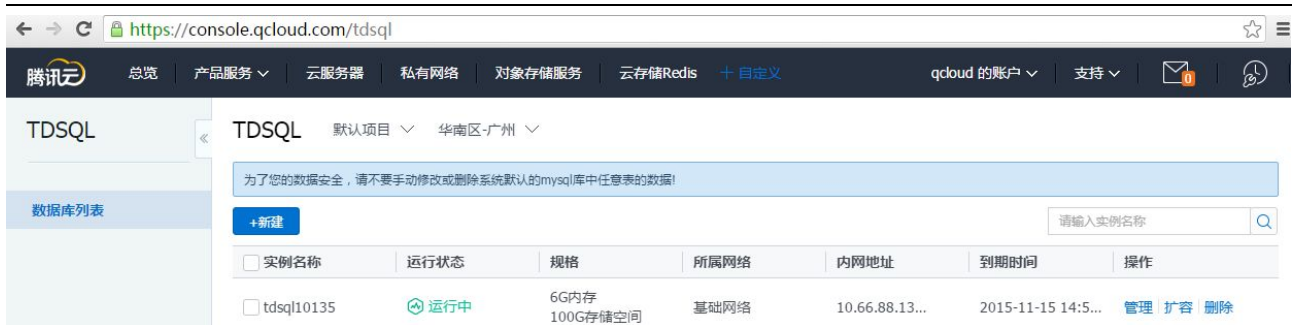 https://console.qcloud.com/tdsql
腾讯云 总览 产品服务 云服务器 私有网络 对象存储服务 云存储Redis 十自定义 qcloud 的账户 支持 0
TDSQL TDSQL 默认项目 华南区-广州
为了您的数据安全，请不要手动修改或删除系统默认的mysql库中任意表的数据!
数据库列表 +新建 请输入实例名称
实例名称 运行状态 规格 所属网络 内网地址 到期时间 操作
tdsql10135 运行中 6G内存 基础网络 10.66.88.13... 2015-11-15 14:5... 管理 扩容 删除
100G存储空间